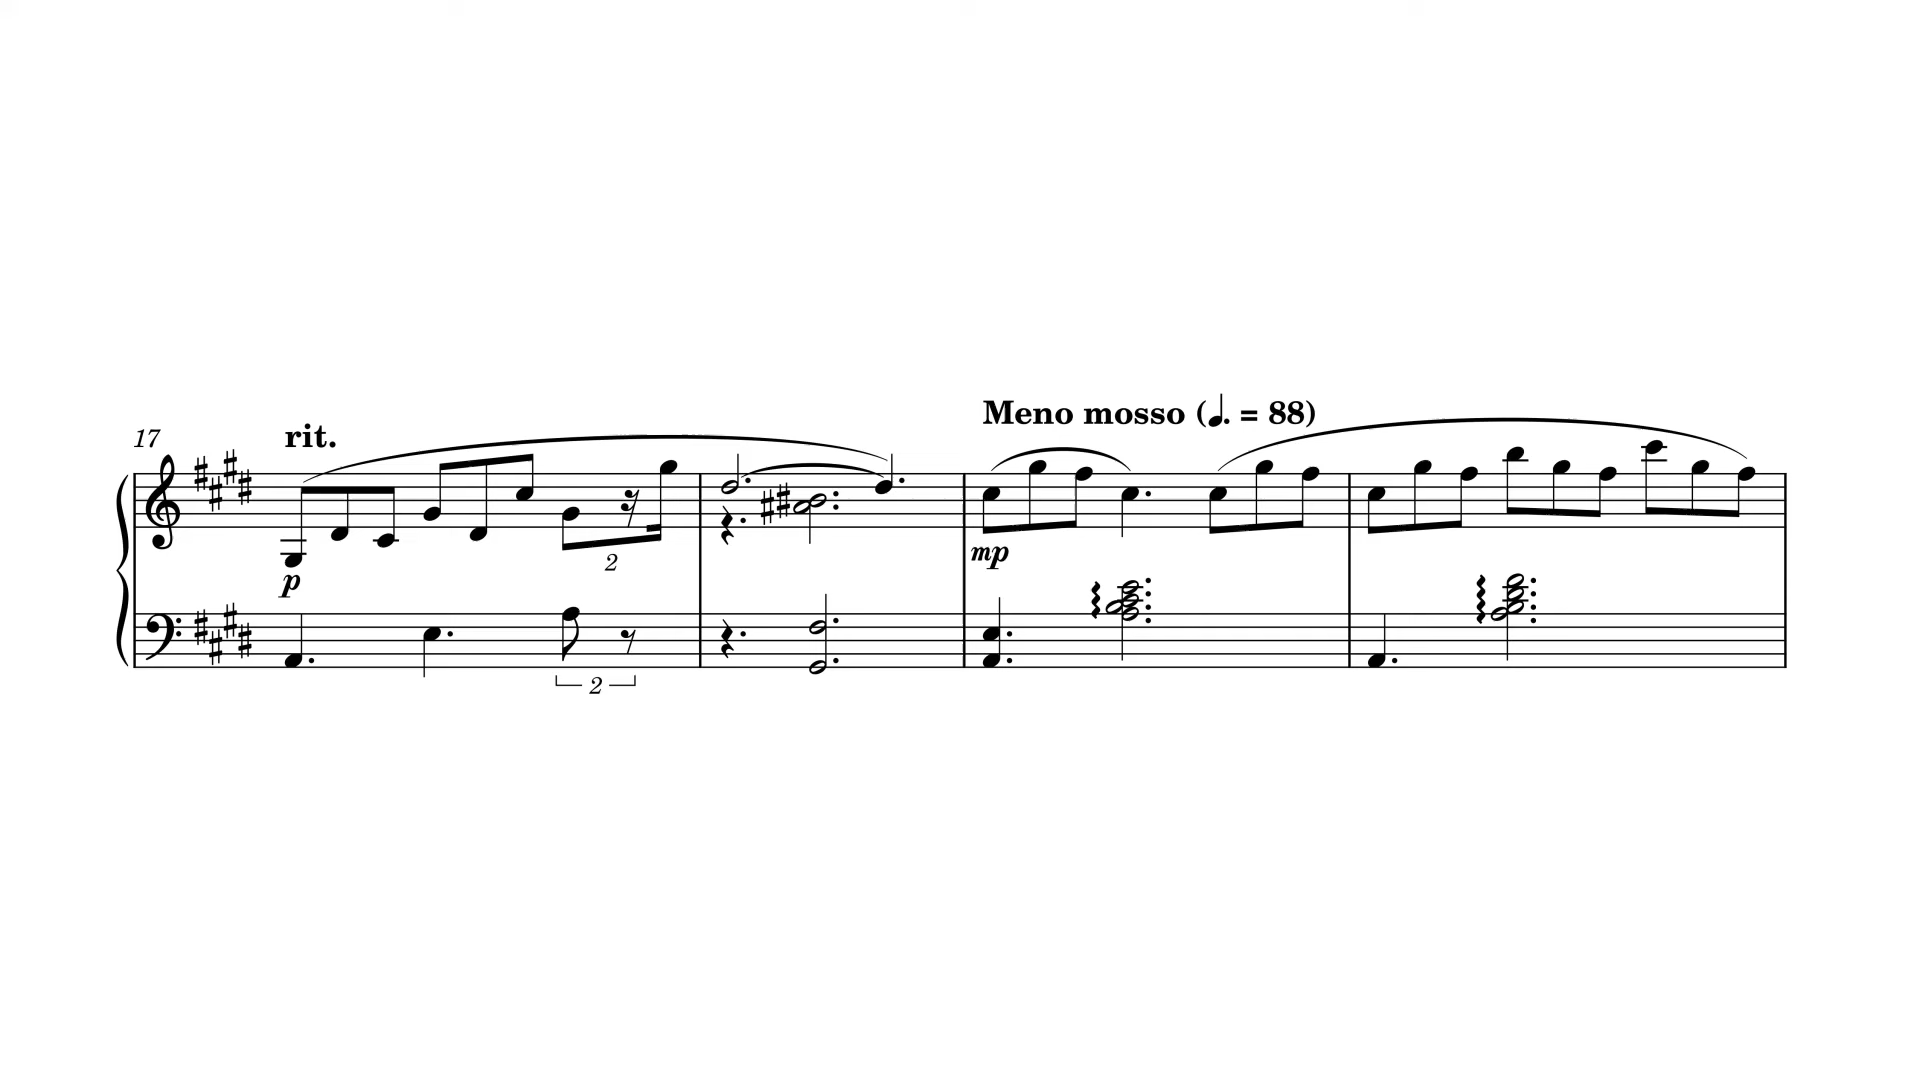 Meno mosso (♩. = 88)
17
rit.
2
p
mp
2